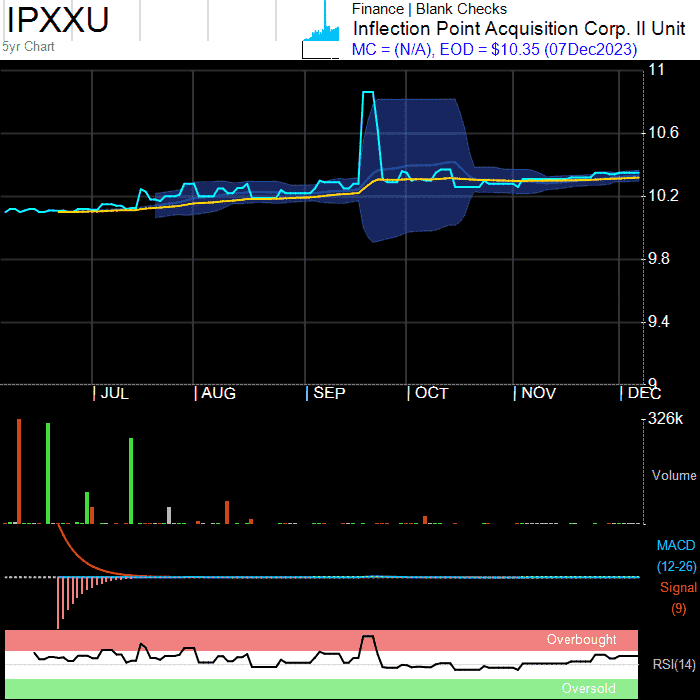 IPXXU
5yr Chart
Finance | Blank Checks
Inflection Point Acquisition Corp. II Unit
MC = (N/A), EOD = $10.35 (07Dec2023)
11
10.6
10.2
9.8
9.4
9
JUL AUG SEP OCT NOV DEC
326k
Volume
MACD
(12-26)
Signal
(9)
Overbought
RSI(14)
Oversold